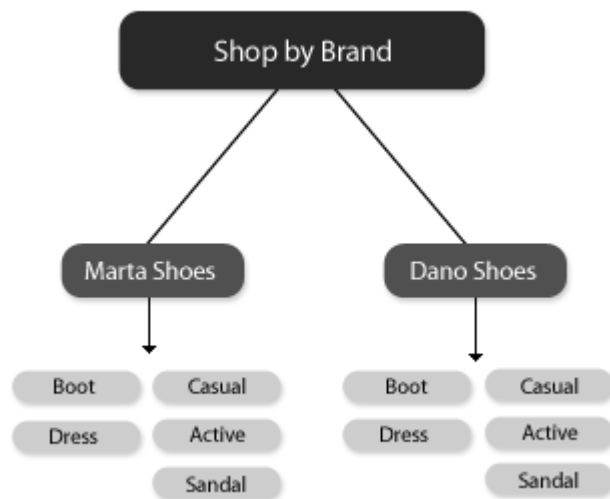 Shop by Brand
Marta Shoes
Dano Shoes
Boot
Casual
Dress
Active
Sandal
Boot
Casual
Dress
Active
Sandal